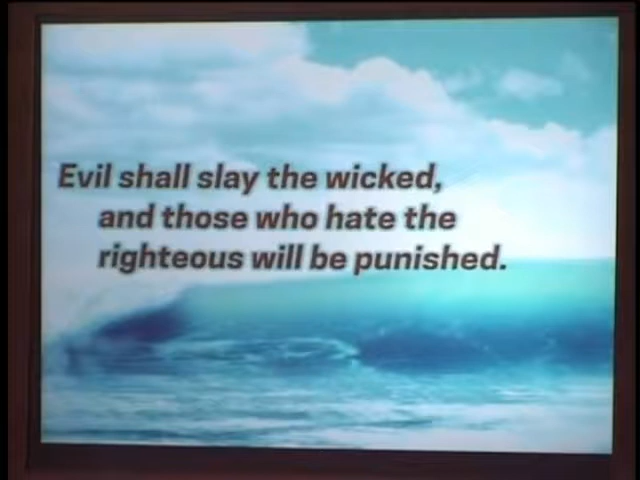 Evil shall slay the wicked,
and those who hate the
righteous will be punished.